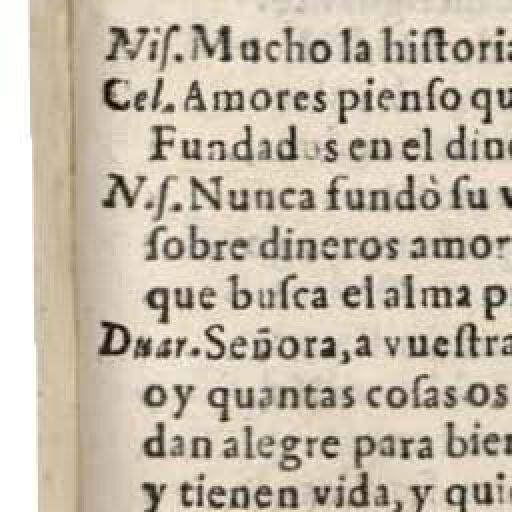 Niſ. Mucho la hiſtoria
Cel. Amores pienſo qu
Fundados en el din
N.ſ. Nunca fundò ſu v
ſobre dineros amor
que buſca el alma p
Duar. Señora, a vueſtra
oy quantas coſas os
dan alegre para bien
y tienen vida, y qui